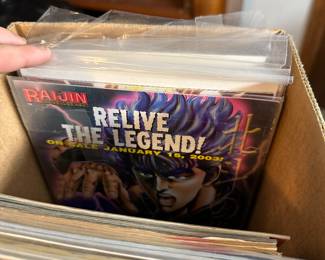 RAIJIN
RELIVE
THE LEGEND!
ON SALE JANUARY 15, 2003!